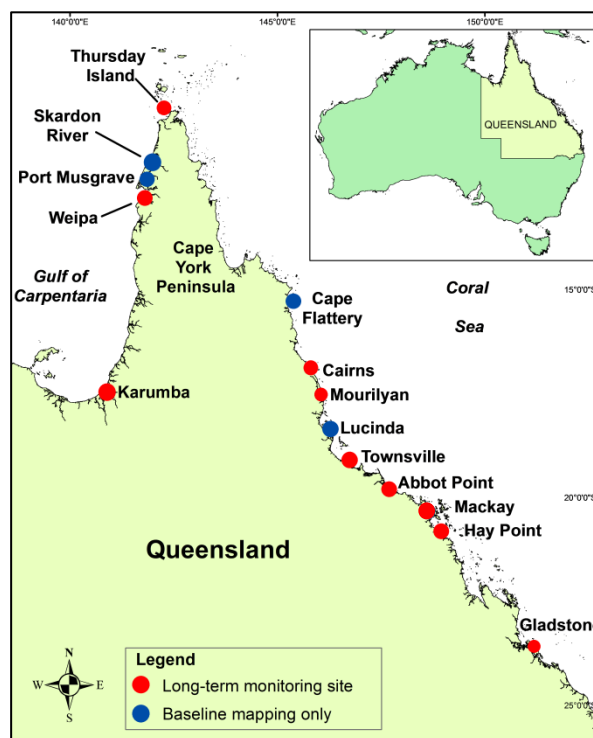 140°0'0"E
145°0'0"E
150°0'0"E
Thursday
Island
Skardon
River
Port Musgrave
Weipa
Gulf of
Carpentaria
Cape
York
Peninsula
QUEENSLAND
15°0'0"S
Coral
Sea
Cape
Flattery
Cairns
Mourilyan
Karumba
Lucinda
Townsville
Abbot Point
20°0'0"S
Mackay
Hay Point
Queensland
Gladstone
25°0'0"S
N
W E
S
Legend
Long-term monitoring site
Baseline mapping only